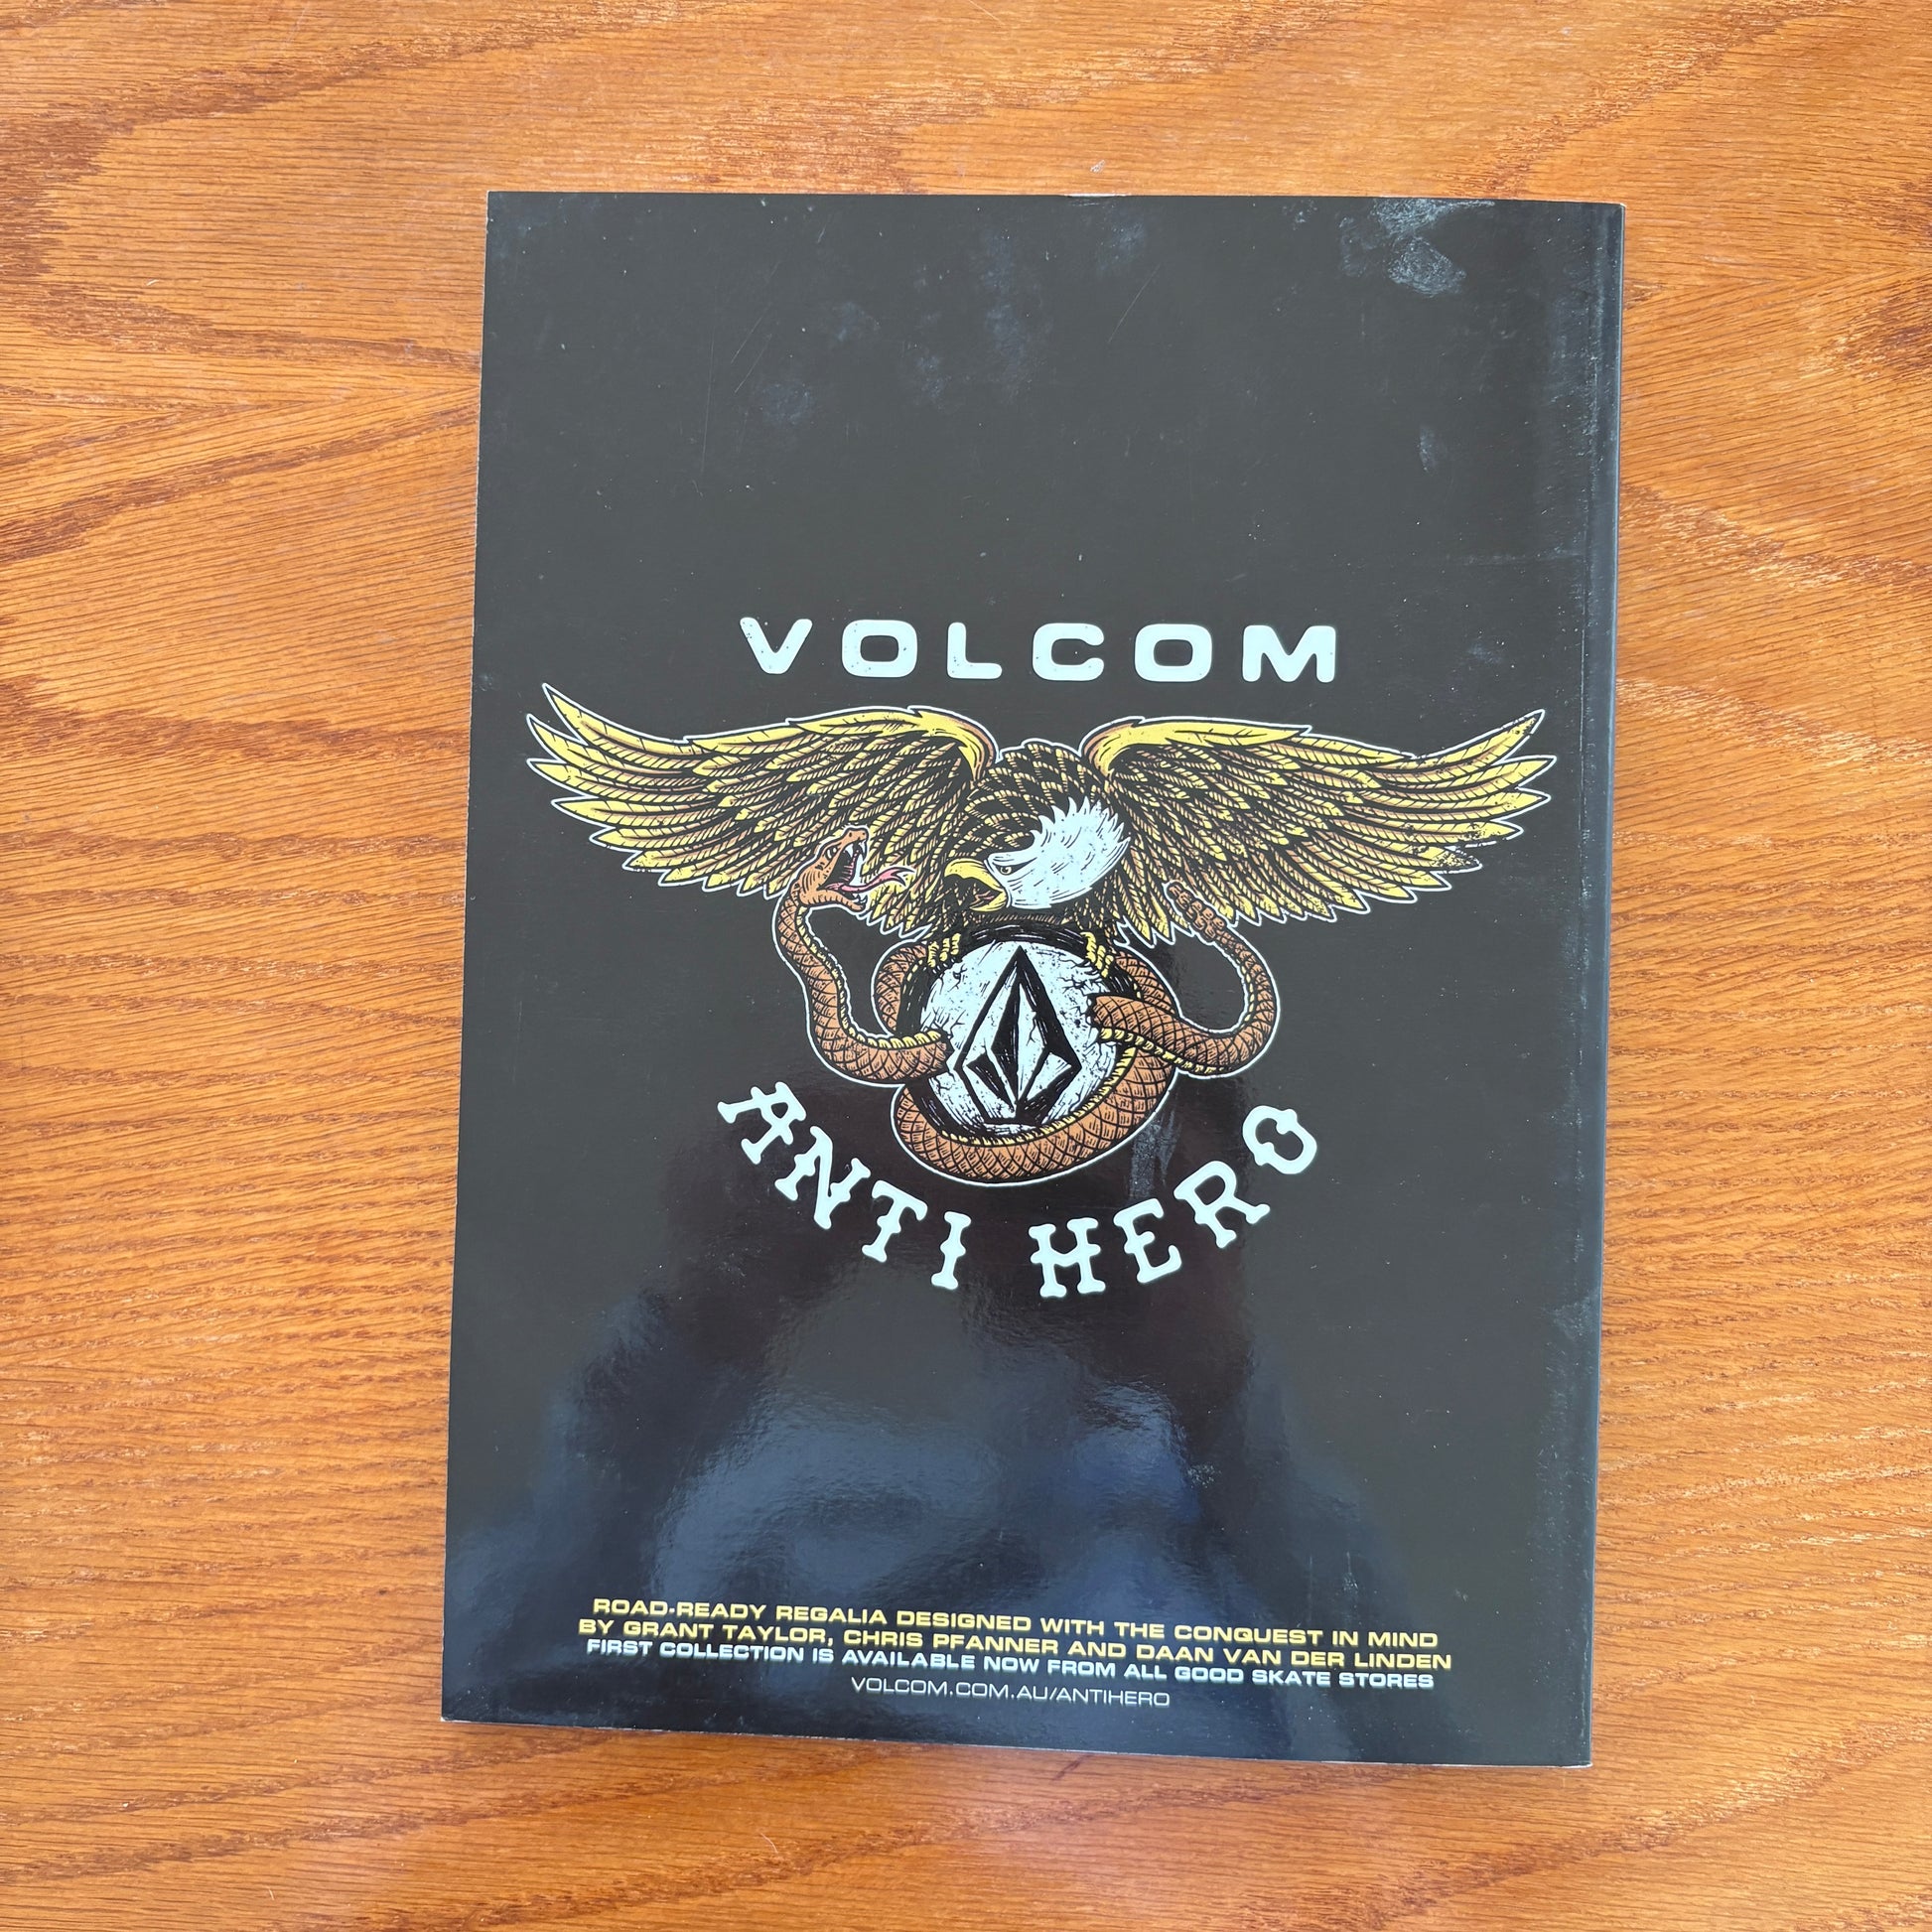 VOLCOM
ANTI HERO
ROAD-READY REGALIA DESIGNED WITH THE CONQUEST IN MIND
BY GRANT TAYLOR, CHRIS PFANNER AND DAAN VAN DER LINDEN
FIRST COLLECTION IS AVAILABLE NOW FROM ALL GOOD SKATE STORES
VOLCOM.COM.AU/ANTIHERO